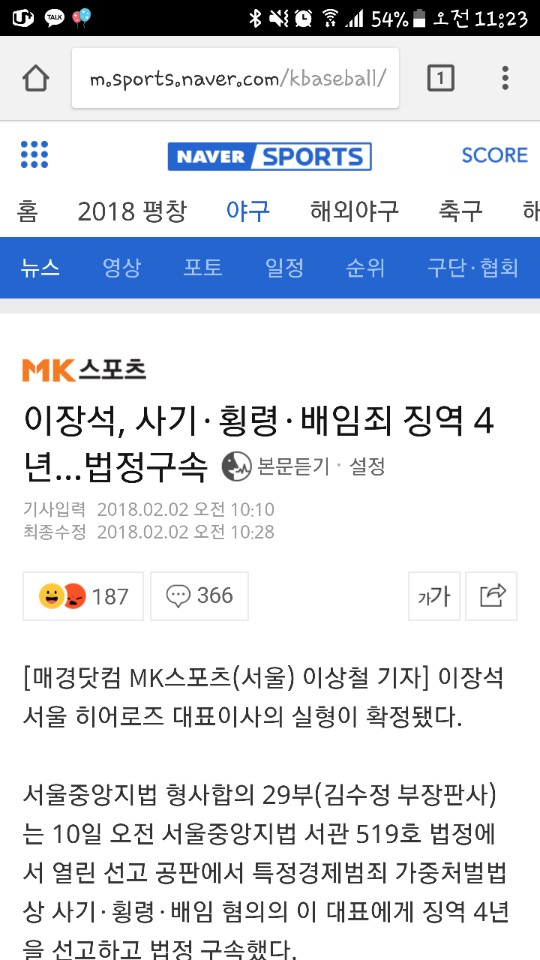 U+ TALK 54% 오전 11:23
m.sports.naver.com/kbaseball/ 1
NAVER SPORTS SCORE
홈 2018 평창 야구 해외야구 축구 해
뉴스 영상 포토 일정 순위 구단·협회
MK스포츠
이장석, 사기·횡령·배임죄 징역 4
년...법정구속 본문듣기·설정
기사입력 2018.02.02 오전 10:10
최종수정 2018.02.02 오전 10:28
187 366 가가
[매경닷컴 MK스포츠(서울) 이상철 기자] 이장석
서울 히어로즈 대표이사의 실형이 확정됐다.
서울중앙지법 형사합의 29부(김수정 부장판사)
는 10일 오전 서울중앙지법 서관 519호 법정에
서 열린 선고 공판에서 특정경제범죄 가중처벌법
상 사기·횡령·배임 혐의의 이 대표에게 징역 4년
을 선고하고 법정 구속했다.